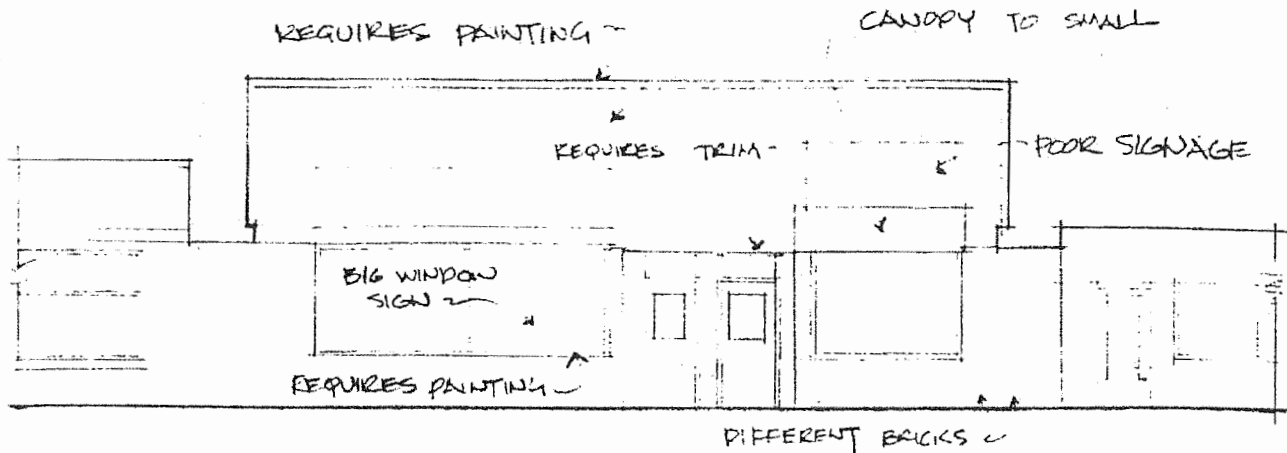 REQUIRES PAINTING
CANOPY TO SMALL
REQUIRES TRIM
POOR SIGNAGE
BIG WINDOW
SIGN
REQUIRES PAINTING
DIFFERENT BRICKS